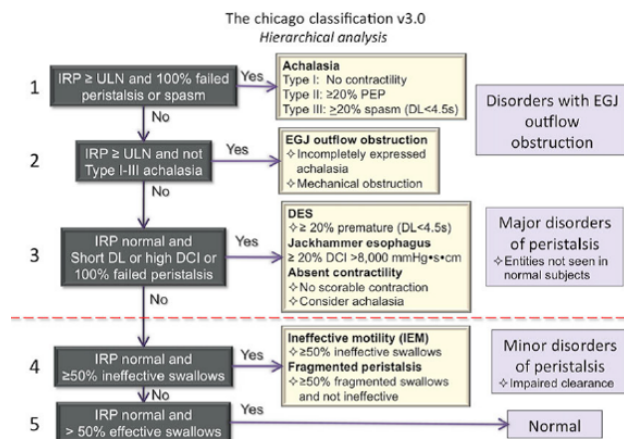 The chicago classification v3.0
Hierarchical analysis
1
IRP ≥ ULN and 100% failed
peristalsis or spasm
Yes
Achalasia
Type I: No contractility
Type II: ≥20% PEP
Type III: ≥20% spasm (DL<4.5s)
Disorders with EGJ
outflow
obstruction
No
2
IRP ≥ ULN and not
Type I-III achalasia
Yes
EGJ outflow obstruction
✧Incompletely expressed
achalasia
✧Mechanical obstruction
No
3
IRP normal and
Short DL or high DCI or
100% failed peristalsis
Yes
DES
✧≥ 20% premature (DL<4.5s)
Jackhammer esophagus
≥ 20% DCI >8,000 mmHg•s•cm
Absent contractility
✧No scorable contraction
✧Consider achalasia
Major disorders
of peristalsis
✧Entities not seen in
normal subjects
No
4
IRP normal and
≥50% ineffective swallows
Yes
Ineffective motility (IEM)
✧≥50% ineffective swallows
Fragmented peristalsis
✧≥50% fragmented swallows
and not ineffective
Minor disorders
of peristalsis
✧Impaired clearance
No
5
IRP normal and
> 50% effective swallows
Yes
Normal